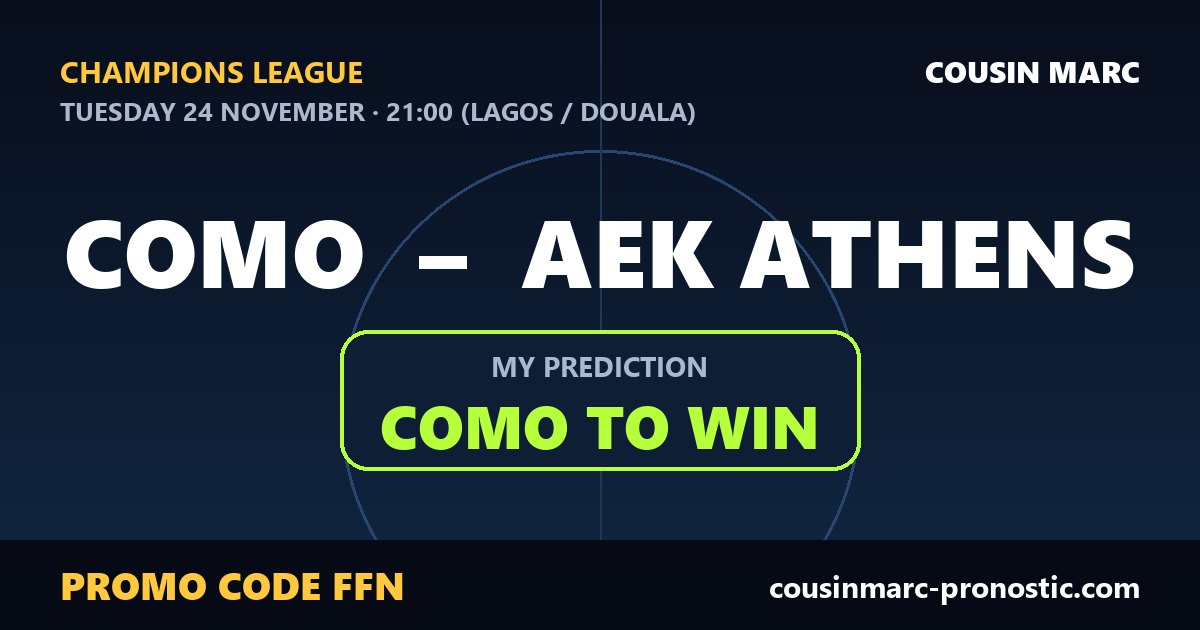 CHAMPIONS LEAGUE
COUSIN MARC
TUESDAY 24 NOVEMBER · 21:00 (LAGOS / DOUALA)
COMO – AEK ATHENS
MY PREDICTION
COMO TO WIN
PROMO CODE FFN
cousinmarc-pronostic.com